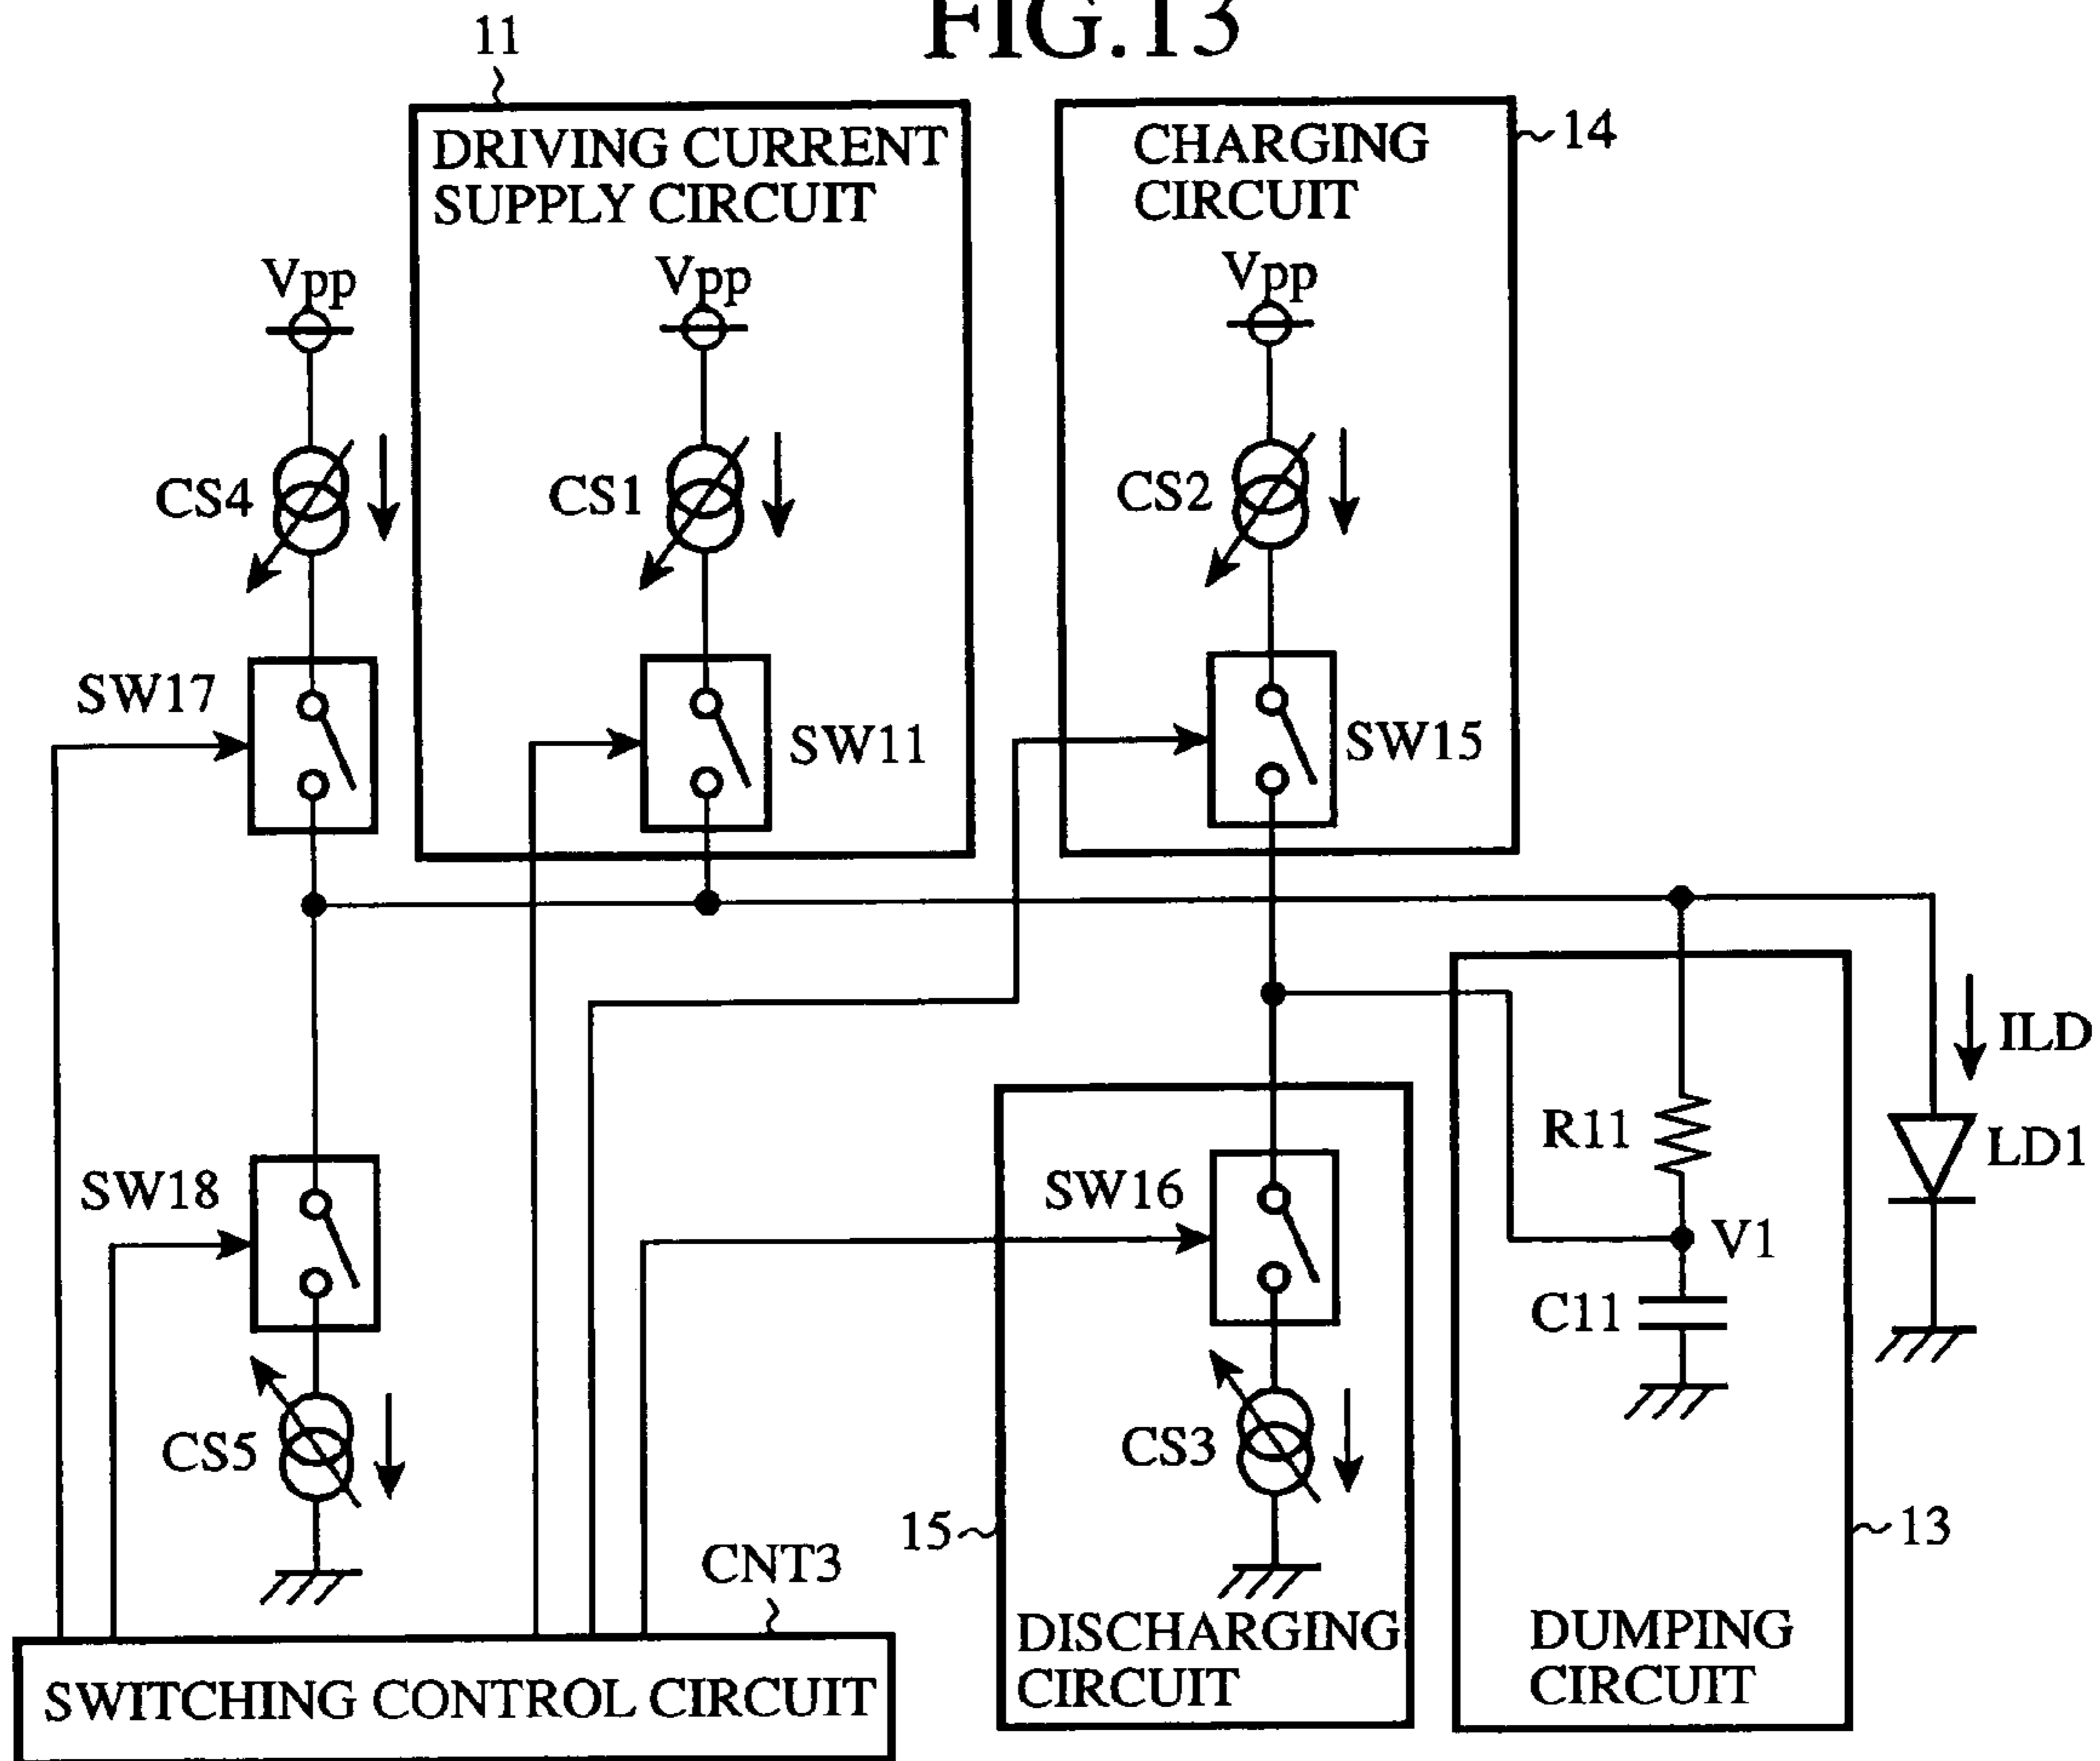 FIG.13
11
DRIVING CURRENT
SUPPLY CIRCUIT
CHARGING
CIRCUIT
14
Vpp
Vpp
Vpp
CS4
CS1
CS2
SW17
SW11
SW15
ILD
R11
LD1
SW18
SW16
V1
C11
CS5
CS3
15
13
CNT3
DISCHARGING
CIRCUIT
DUMPING
CIRCUIT
SWITCHING CONTROL CIRCUIT